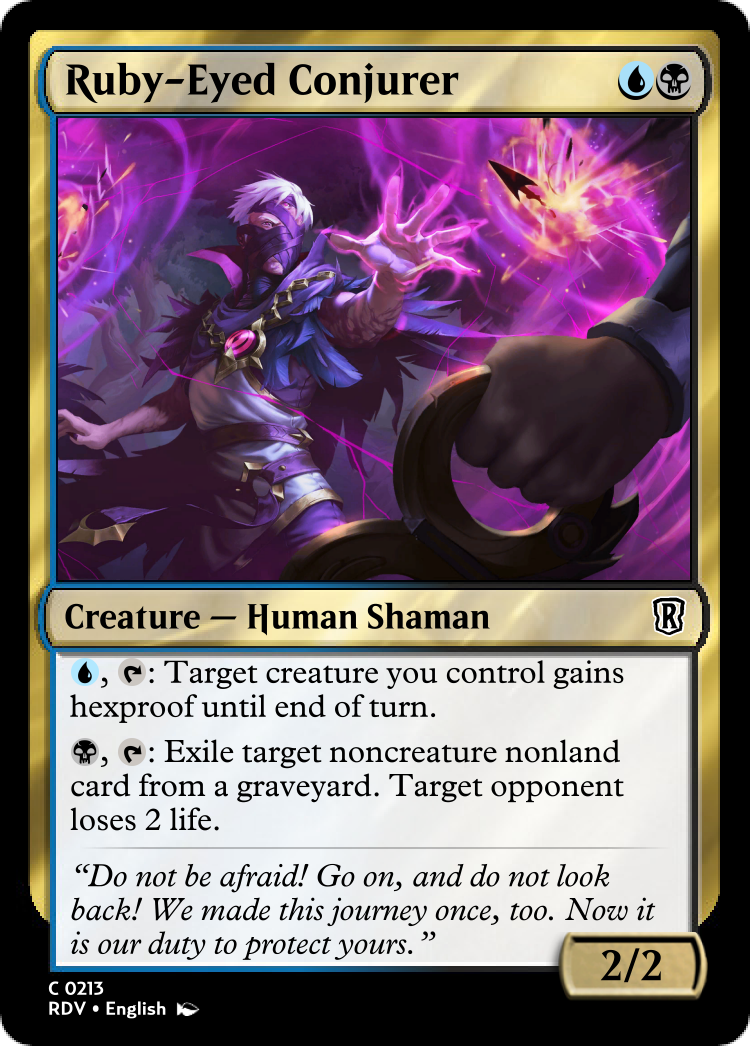 Ruby-Eyed Conjurer
Creature — Human Shaman
R
, : Target creature you control gains
hexproof until end of turn.
, : Exile target noncreature nonland
card from a graveyard. Target opponent
loses 2 life.
“Do not be afraid! Go on, and do not look
back! We made this journey once, too. Now it
is our duty to protect yours.”
2/2
C 0213
RDV • English